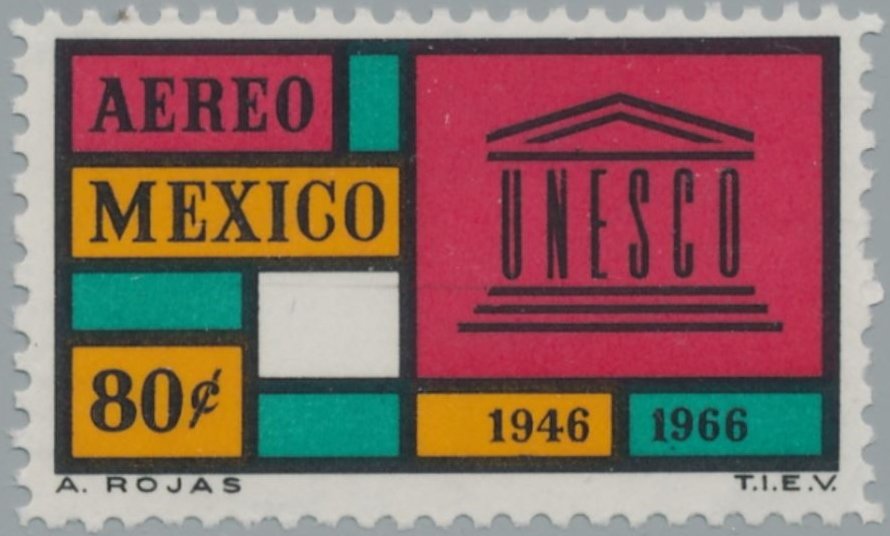 AEREO
MEXICO
UNESCO
80¢
1946 1966
A. ROJAS T.I.E.V.